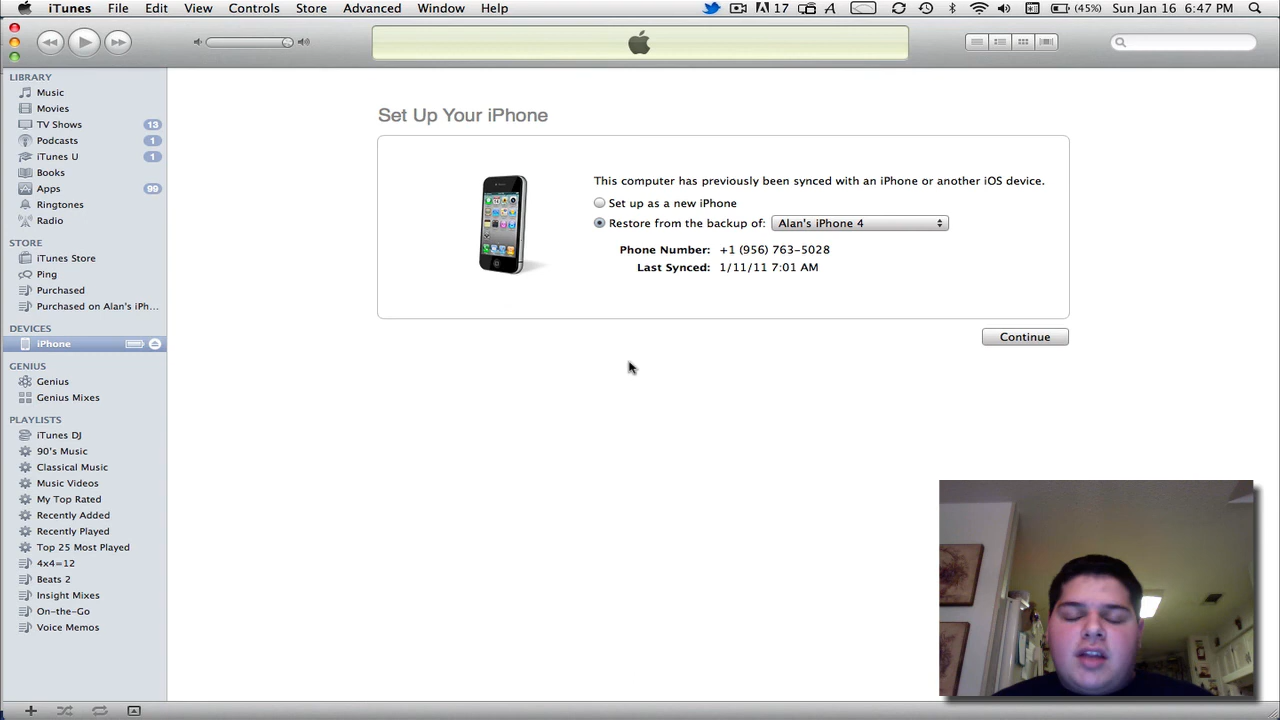 iTunes File Edit View Controls Store Advanced Window Help 17 (45%) Sun Jan 16 6:47 PM
LIBRARY
Music
Movies
TV Shows 13
Podcasts 1
iTunes U 1
Books
Apps 99
Ringtones
Radio
STORE
iTunes Store
Ping
Purchased
Purchased on Alan's iPh...
DEVICES
iPhone
GENIUS
Genius
Genius Mixes
PLAYLISTS
iTunes DJ
90's Music
Classical Music
Music Videos
My Top Rated
Recently Added
Recently Played
Top 25 Most Played
4x4=12
Beats 2
Insight Mixes
On-the-Go
Voice Memos
Set Up Your iPhone
This computer has previously been synced with an iPhone or another iOS device.
Set up as a new iPhone
Restore from the backup of: Alan's iPhone 4
Phone Number: +1 (956) 763-5028
Last Synced: 1/11/11 7:01 AM
Continue